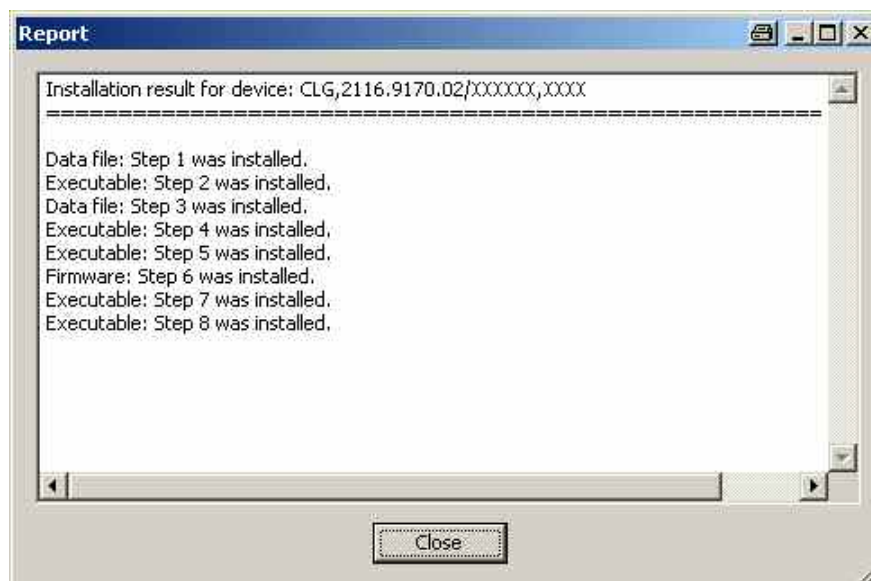 Report
Installation result for device: CLG,2116.9170.02/XXXXXX,XXXX
======================================================
Data file: Step 1 was installed.
Executable: Step 2 was installed.
Data file: Step 3 was installed.
Executable: Step 4 was installed.
Executable: Step 5 was installed.
Firmware: Step 6 was installed.
Executable: Step 7 was installed.
Executable: Step 8 was installed.
Close